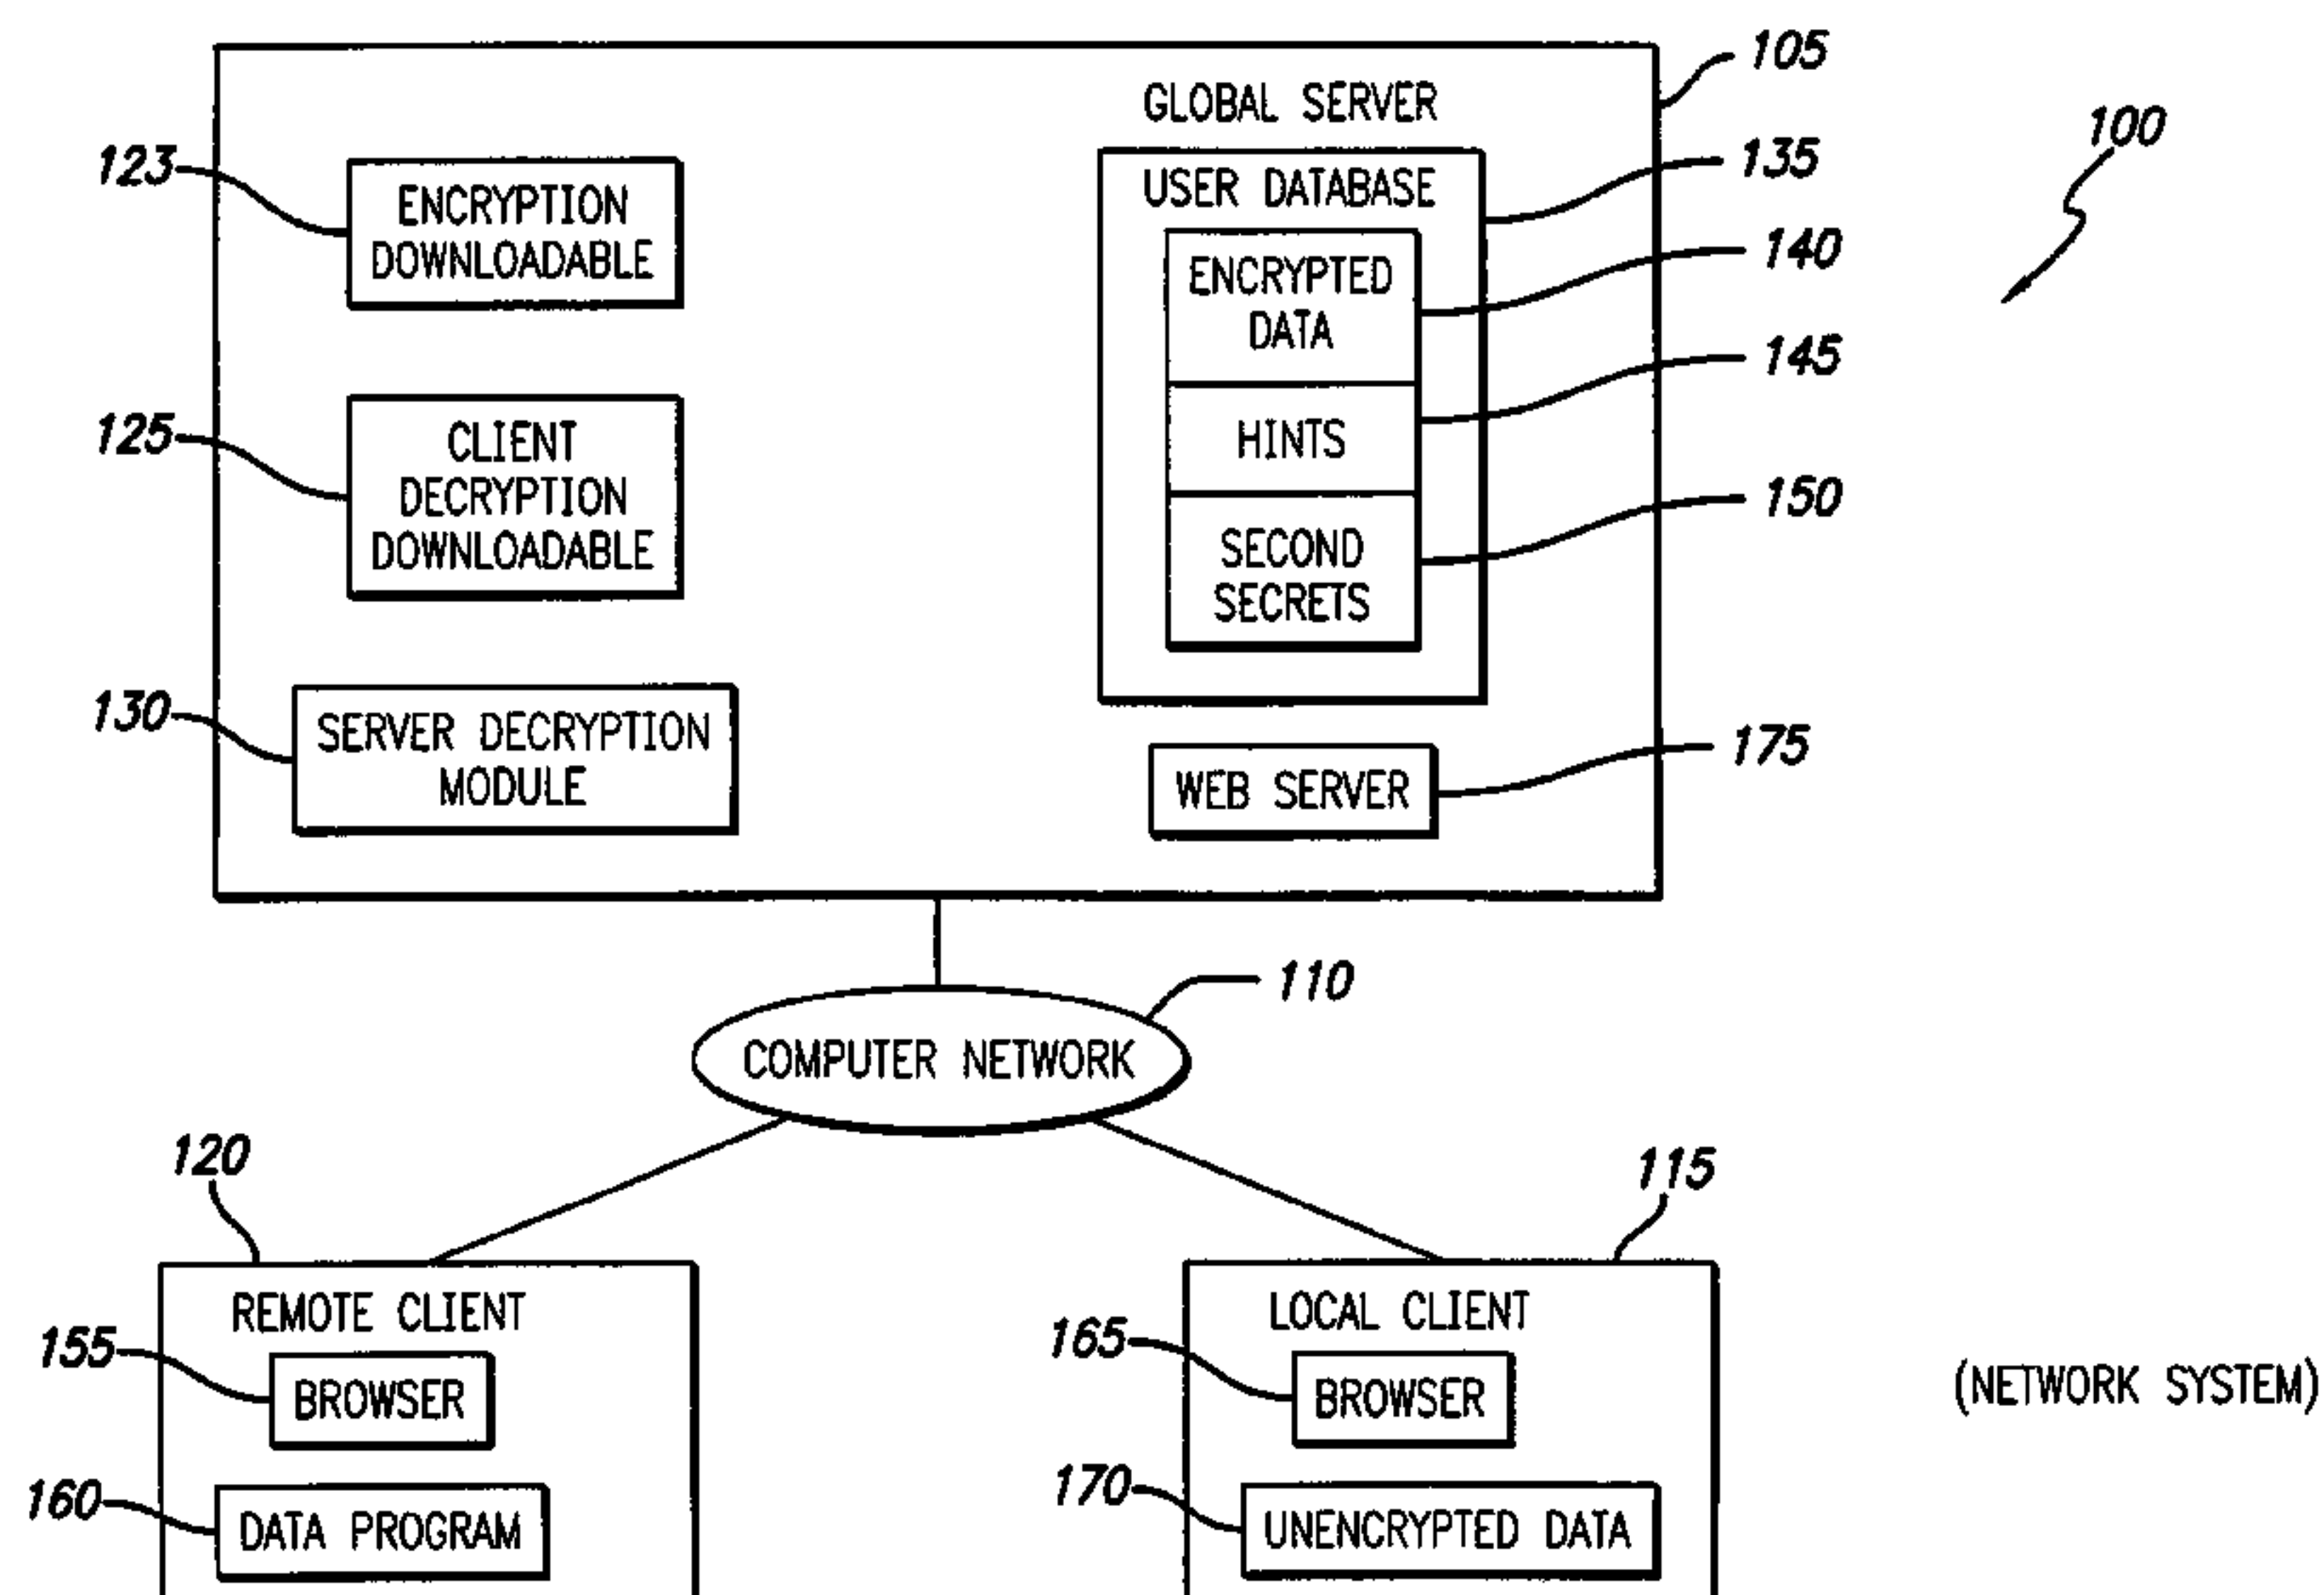 105
GLOBAL SERVER
100
123
ENCRYPTION
DOWNLOADABLE
USER DATABASE
135
ENCRYPTED
DATA
140
HINTS
145
SECOND
SECRETS
150
125
CLIENT
DECRYPTION
DOWNLOADABLE
130
SERVER DECRYPTION
MODULE
WEB SERVER
175
110
COMPUTER NETWORK
120
REMOTE CLIENT
155
BROWSER
160
DATA PROGRAM
115
LOCAL CLIENT
165
BROWSER
170
UNENCRYPTED DATA
(NETWORK SYSTEM)